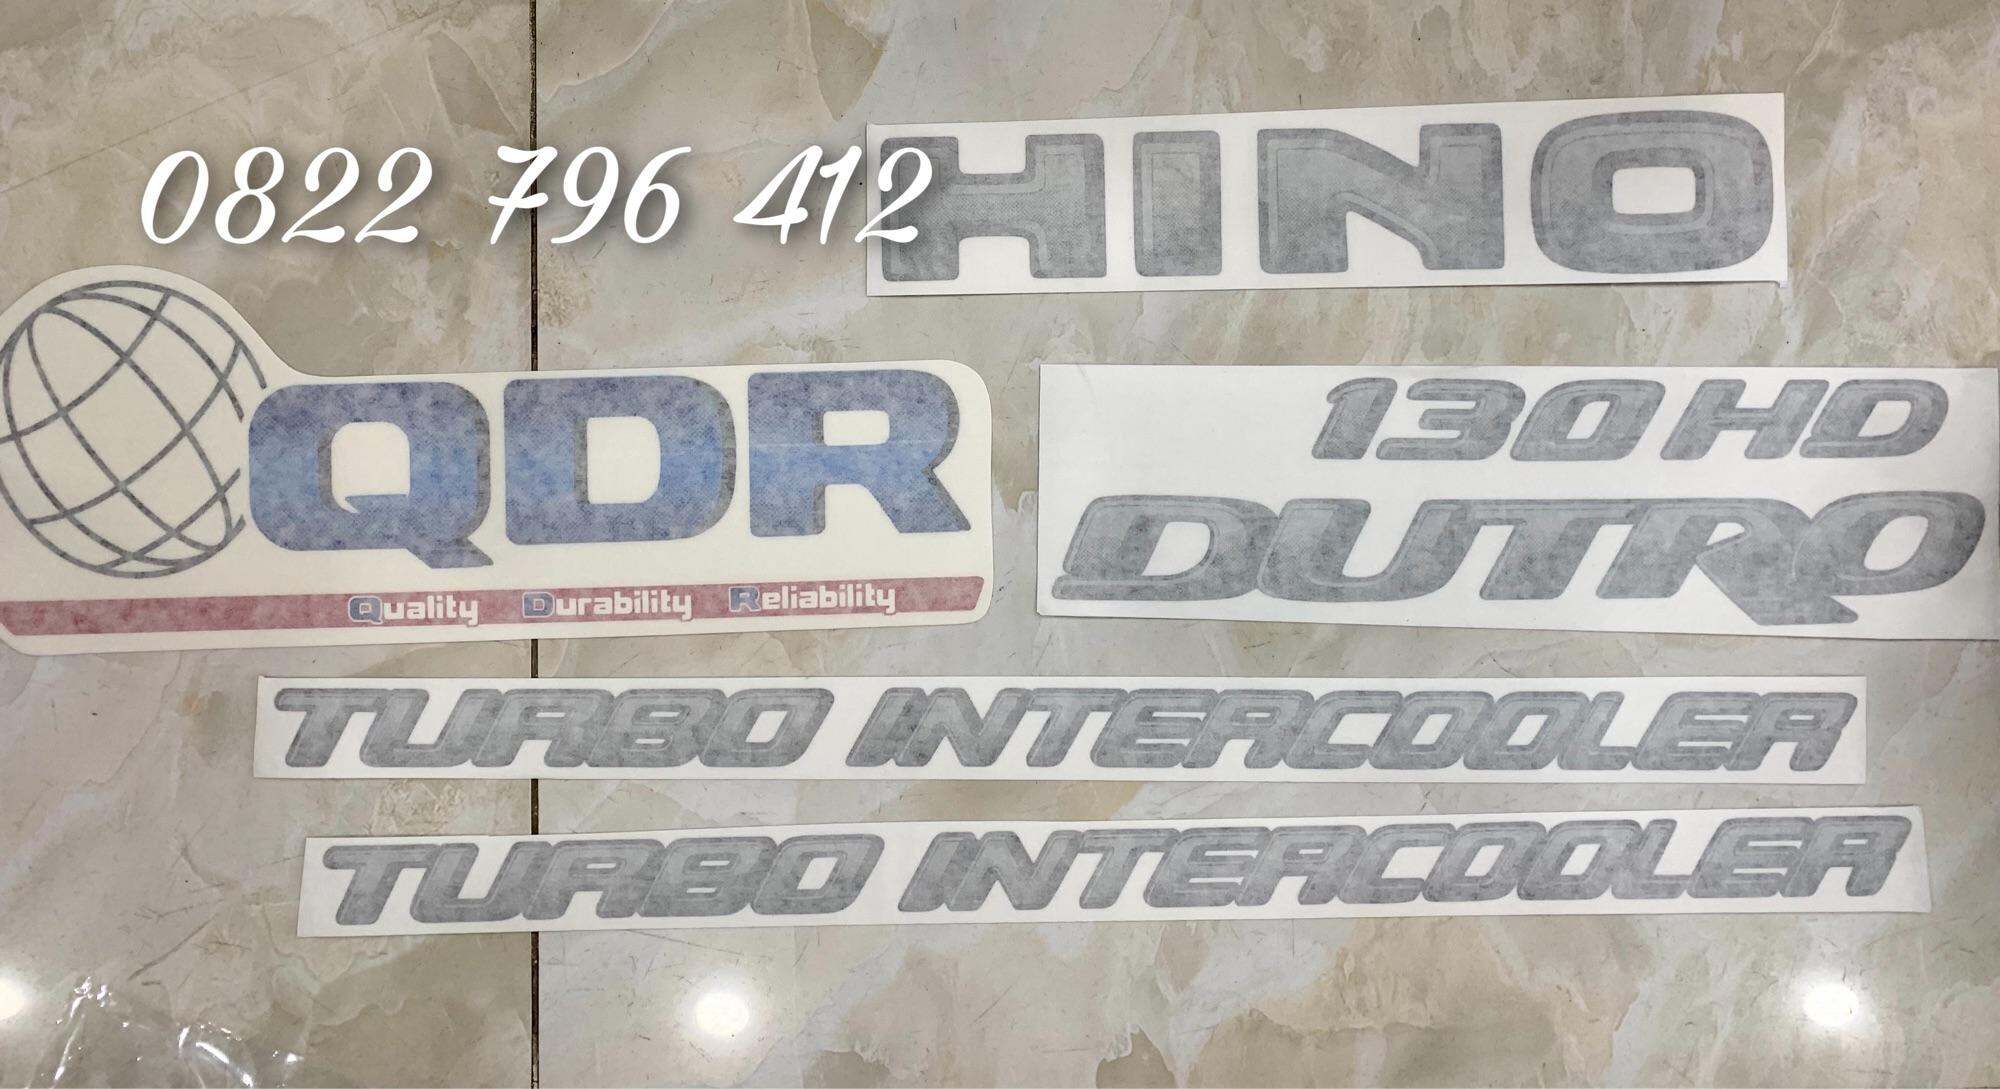 0822 796 412
HINO
QDR
Quality Durability Reliability
130 HD
DUTRO
TURBO INTERCOOLER
TURBO INTERCOOLER